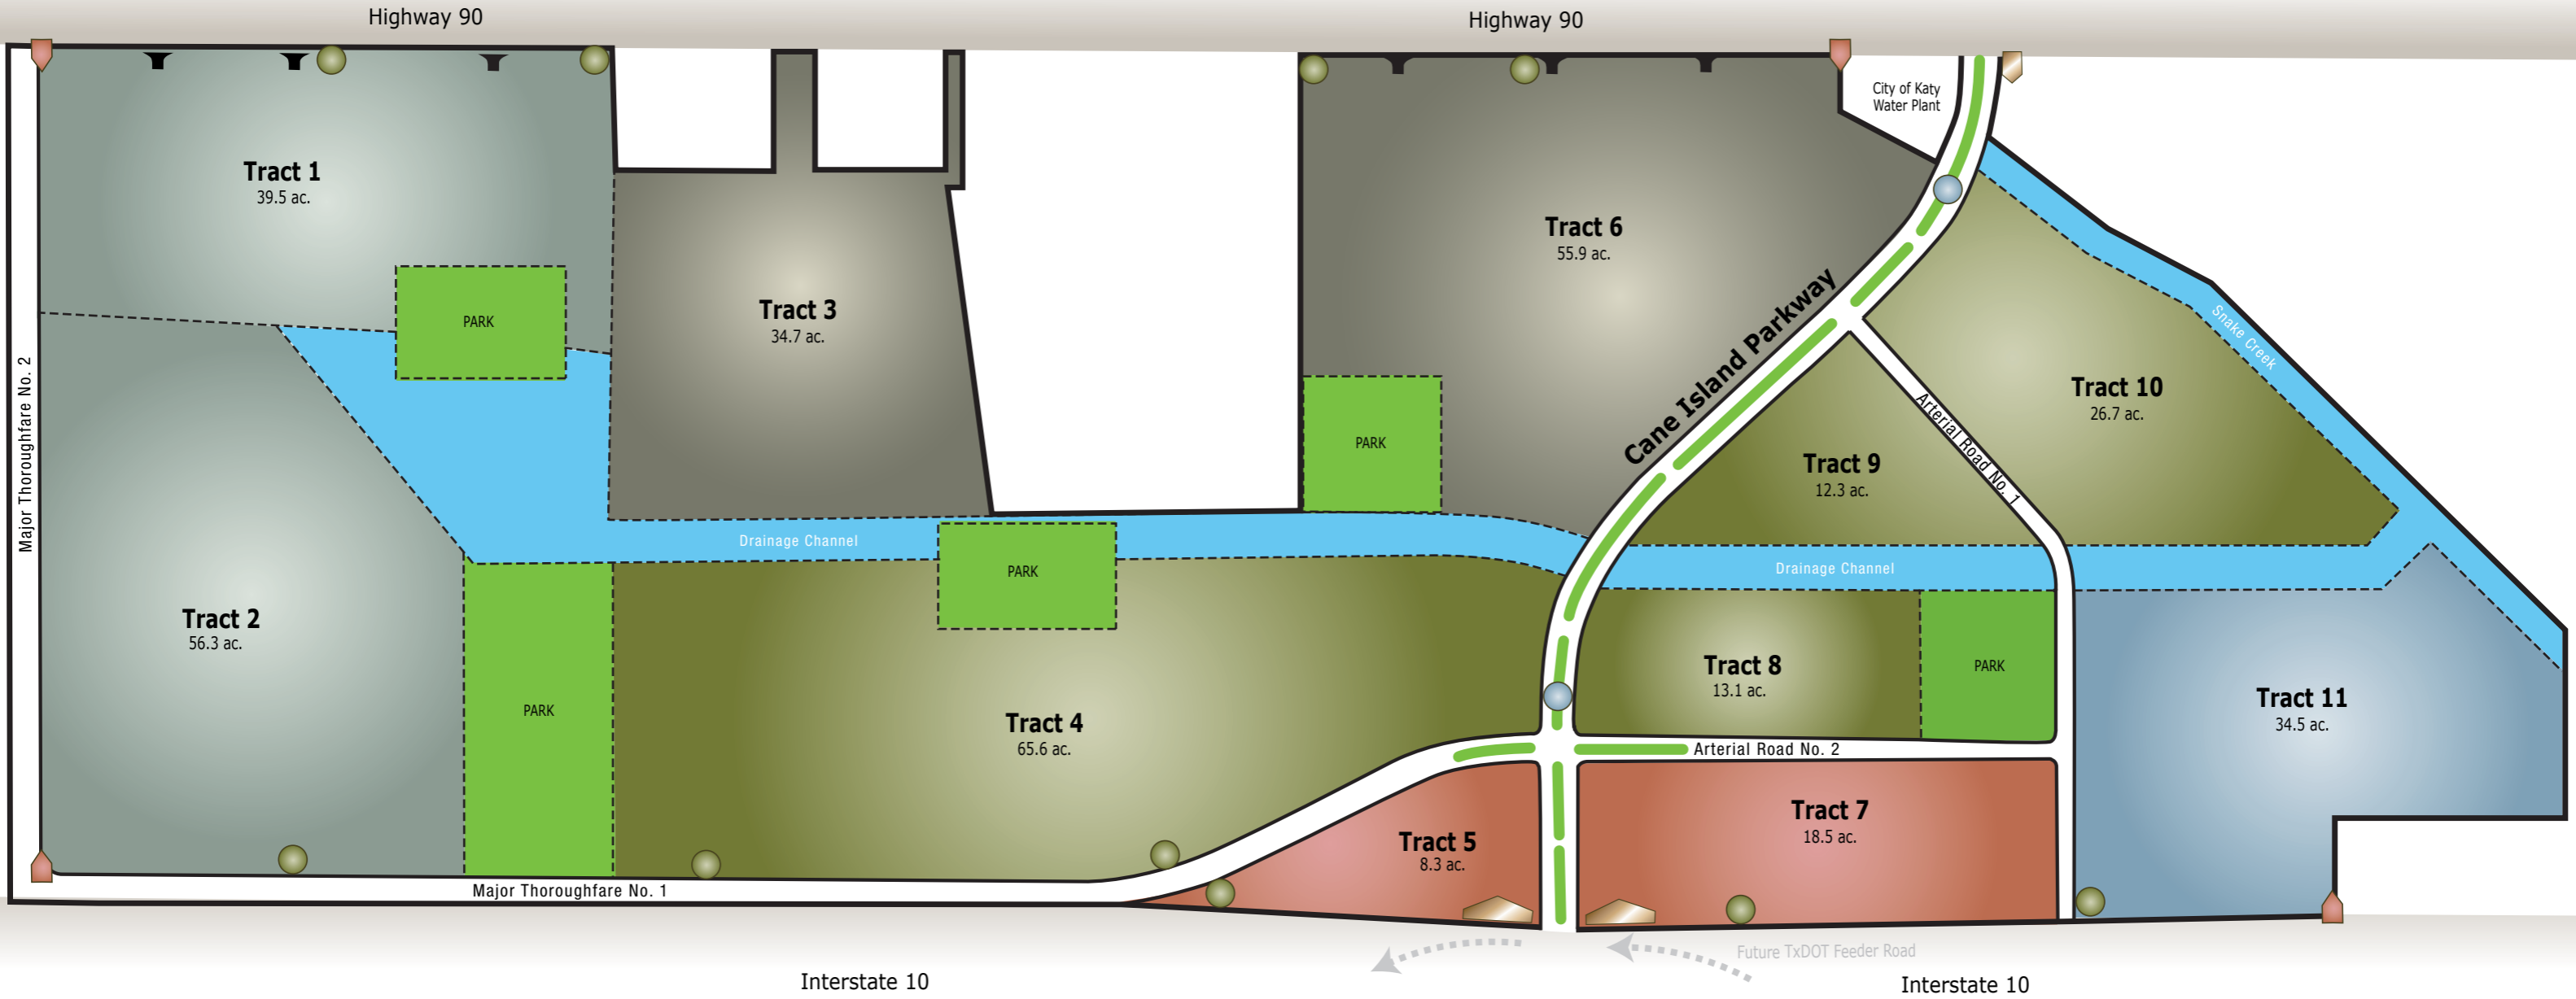 Highway 90
Highway 90
City of Katy
Water Plant
Tract 1
39.5 ac.
PARK
Tract 3
34.7 ac.
Tract 6
55.9 ac.
Cane Island Parkway
Snake Creek
Tract 10
26.7 ac.
Arterial Road No. 1
Tract 9
12.3 ac.
PARK
Major Thoroughfare No. 2
Drainage Channel
PARK
Drainage Channel
Tract 2
56.3 ac.
PARK
Tract 4
65.6 ac.
Tract 8
13.1 ac.
PARK
Tract 11
34.5 ac.
Arterial Road No. 2
Tract 5
8.3 ac.
Tract 7
18.5 ac.
Major Thoroughfare No. 1
Future TxDOT Feeder Road
Interstate 10
Interstate 10